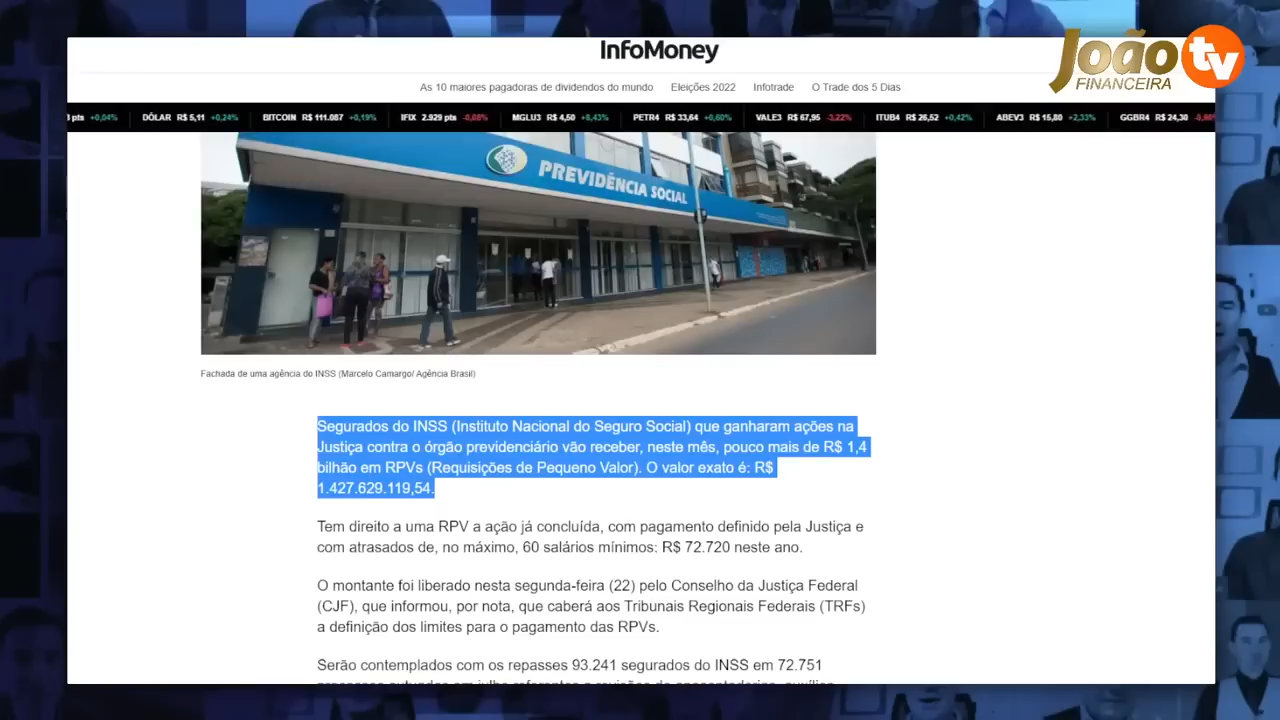 InfoMoney
João
FINANCEIRA
tv
As 10 maiores pagadoras de dividendos do mundo Eleições 2022 Infotrade O Trade dos 5 Dias
pts +0,04% DÓLAR R$ 5,11 +0,24% BITCOIN R$ 111.087 +0,19% IFIX 2.929 pts -0,08% MGLU3 R$ 4,50 +8,43% PETR4 R$ 33,64 +0,60% VALE3 R$ 67,95 -3,22% ITUB4 R$ 26,52 +0,42% ABEV3 R$ 15,80 +2,33% GGBR4 R$ 24,30
PREVIDÊNCIA SOCIAL
Fachada de uma agência do INSS (Marcelo Camargo/ Agência Brasil)
Segurados do INSS (Instituto Nacional do Seguro Social) que ganharam ações na
Justiça contra o órgão previdenciário vão receber, neste mês, pouco mais de R$ 1,4
bilhão em RPVs (Requisições de Pequeno Valor). O valor exato é: R$
1.427.629.119,54.
Tem direito a uma RPV a ação já concluída, com pagamento definido pela Justiça e
com atrasados de, no máximo, 60 salários mínimos: R$ 72.720 neste ano.
O montante foi liberado nesta segunda-feira (22) pelo Conselho da Justiça Federal
(CJF), que informou, por nota, que caberá aos Tribunais Regionais Federais (TRFs)
a definição dos limites para o pagamento das RPVs.
Serão contemplados com os repasses 93.241 segurados do INSS em 72.751